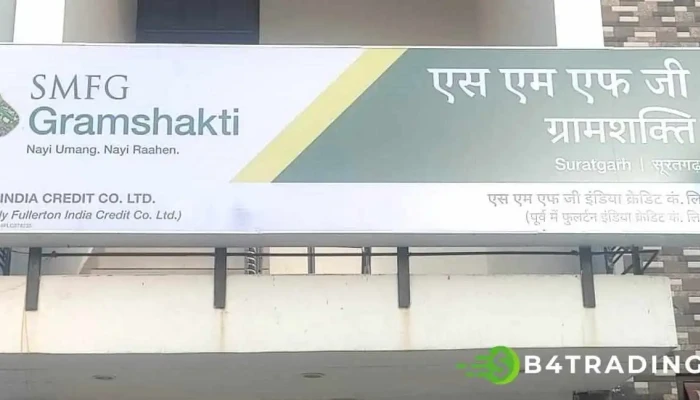 SMFG
Gramshakti
Nayi Umang. Nayi Raahen.
INDIA CREDIT CO. LTD.
Fullerton India Credit Co. Ltd.)
एस एम एफ जी
ग्रामशक्ति
Suratgarh | सूरतगढ़
एस एम एफ जी इंडिया क्रेडिट कं. लि
(पूर्व में फुलर्टन इंडिया क्रेडिट कं. लि
B4TRADING